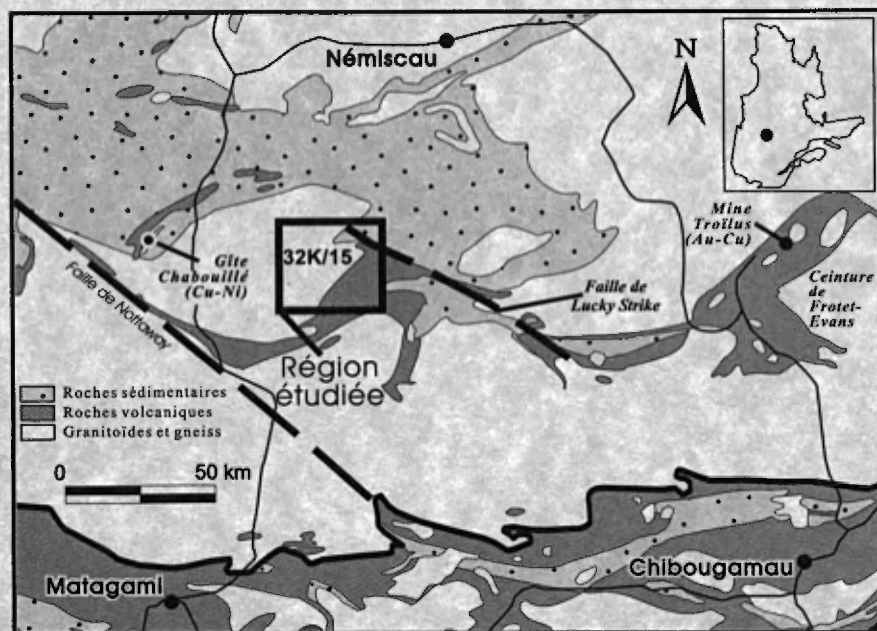 Némiscau
N
Mine
Troïlus
(Au-Cu)
Gîte
Chabouillé
(Cu-Ni)
32K/15
Ceinture
de
Frotet-
Evans
Faille de
Lucky Strike
Faille de Nottaway
Région
étudiée
Roches sédimentaires
Roches volcaniques
Granitoïdes et gneiss
0 50 km
Matagami
Chibougamau